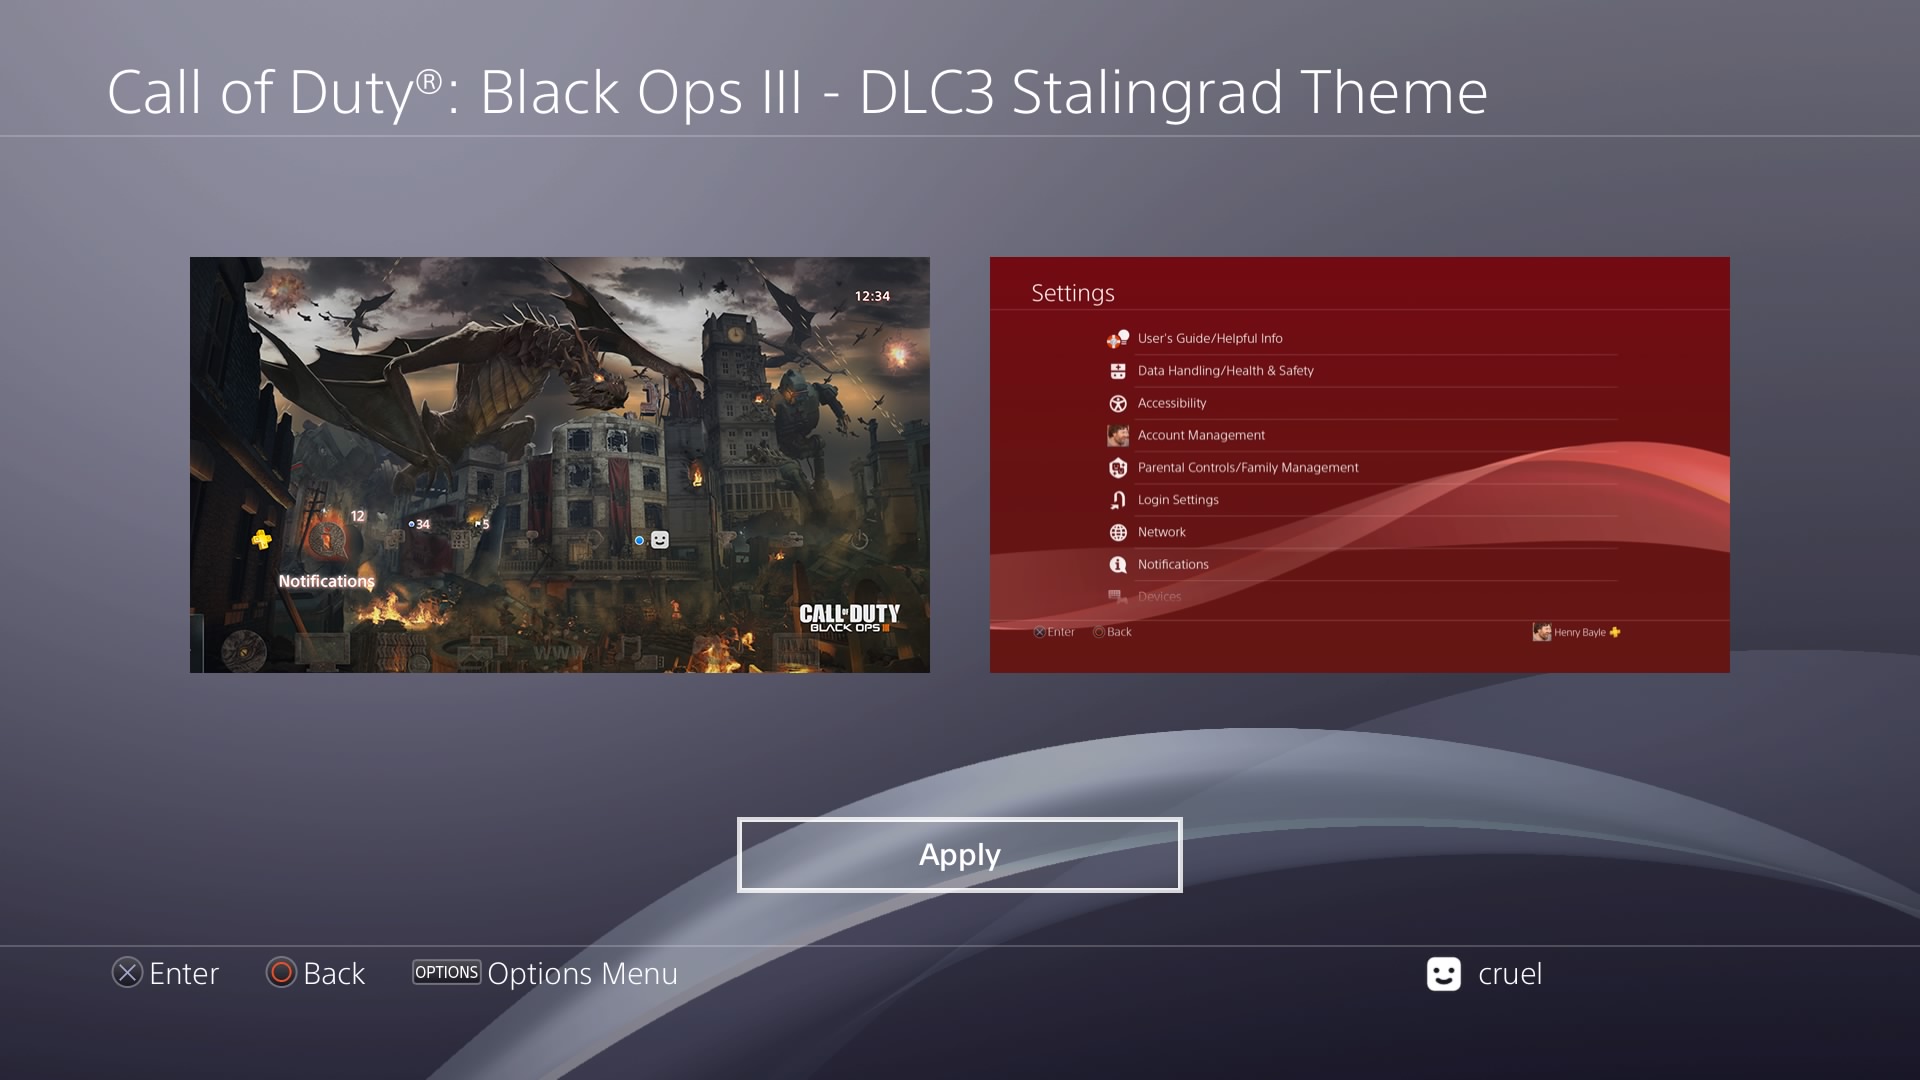 Call of Duty®: Black Ops III - DLC3 Stalingrad Theme
12:34
12
34
5
Notifications
CALL OF DUTY
BLACK OPS III
WWW
Settings
User's Guide/Helpful Info
Data Handling/Health & Safety
Accessibility
Account Management
Parental Controls/Family Management
Login Settings
Network
Notifications
Devices
Enter Back Henry Bayle
Apply
Enter Back OPTIONS Options Menu cruel